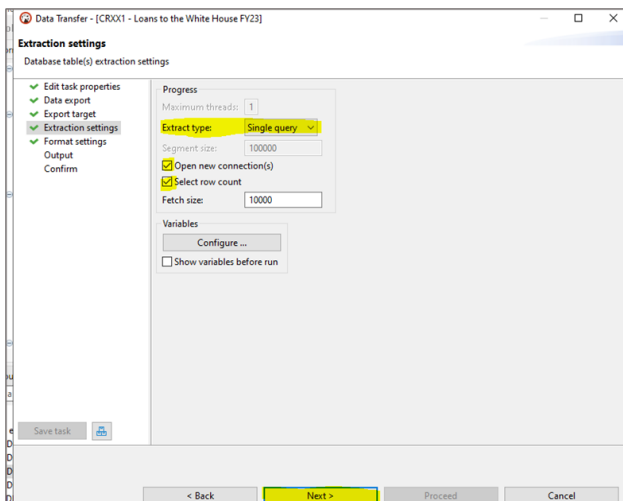 Data Transfer - [CRXX1 - Loans to the White House FY23]
Extraction settings
Database table(s) extraction settings
Edit task properties
Data export
Export target
Extraction settings
Format settings
Output
Confirm
Progress
Maximum threads: 1
Extract type: Single query
Segment size: 100000
Open new connection(s)
Select row count
Fetch size: 10000
Variables
Configure ...
Show variables before run
Save task
< Back
Next >
Proceed
Cancel